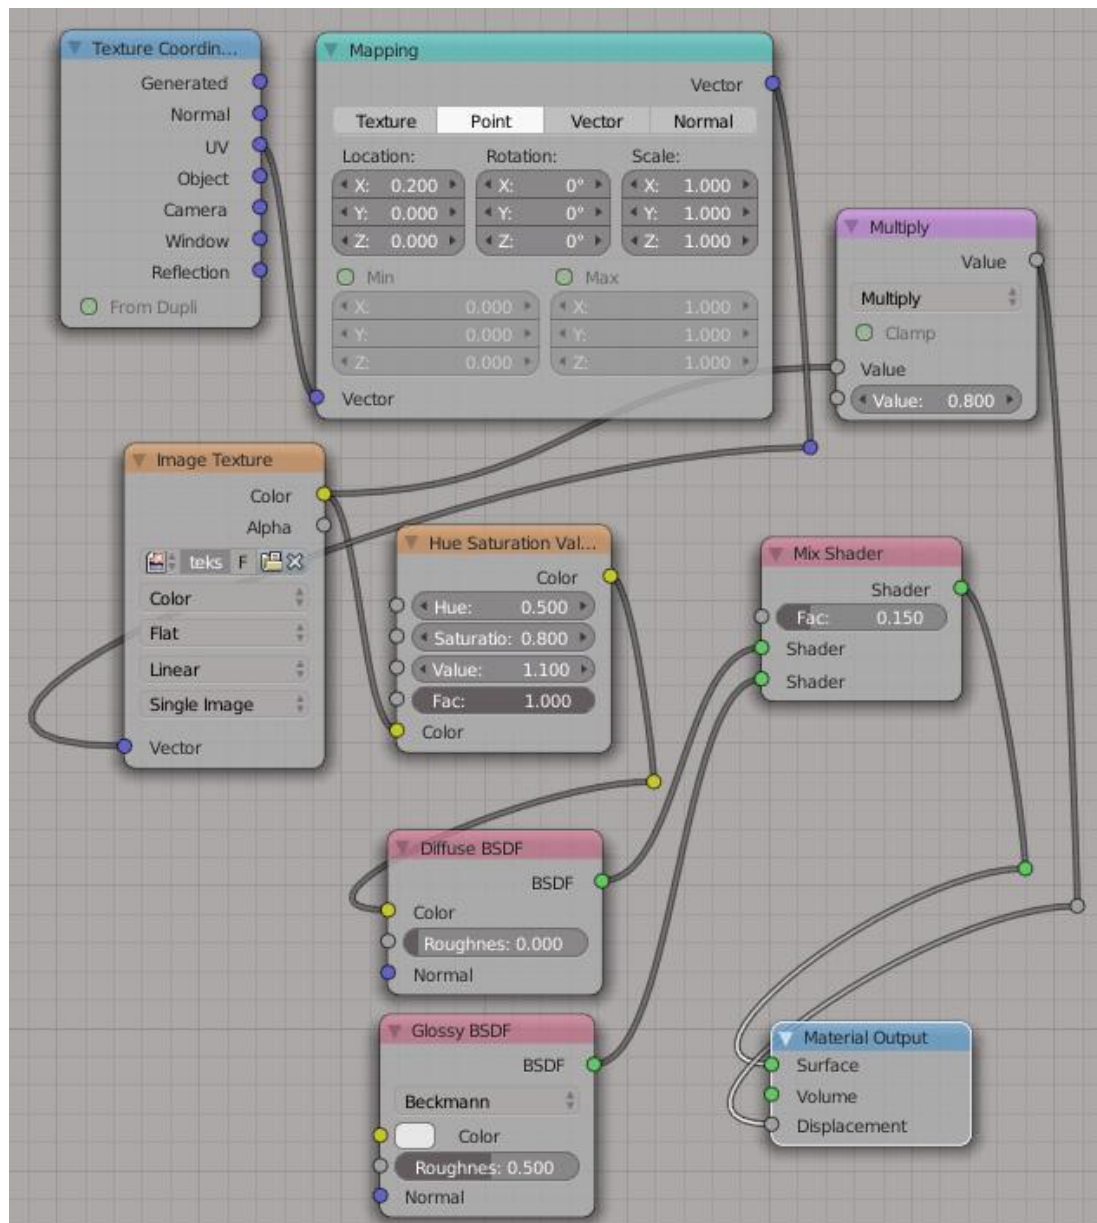 Texture Coordin...
Generated
Normal
UV
Object
Camera
Window
Reflection
From Dupli
Mapping
Vector
Texture Point Vector Normal
Location: Rotation: Scale:
X: 0.200 X: 0° X: 1.000
Y: 0.000 Y: 0° Y: 1.000
Z: 0.000 Z: 0° Z: 1.000
Min Max
X: 0.000 X: 1.000
Y: 0.000 Y: 1.000
Z: 0.000 Z: 1.000
Vector
Multiply
Value
Multiply
Clamp
Value
Value: 0.800
Image Texture
Color
Alpha
teks F
Color
Flat
Linear
Single Image
Vector
Hue Saturation Val...
Color
Hue: 0.500
Saturatio: 0.800
Value: 1.100
Fac: 1.000
Color
Mix Shader
Shader
Fac: 0.150
Shader
Shader
Diffuse BSDF
BSDF
Color
Roughnes: 0.000
Normal
Glossy BSDF
BSDF
Beckmann
Color
Roughnes: 0.500
Normal
Material Output
Surface
Volume
Displacement